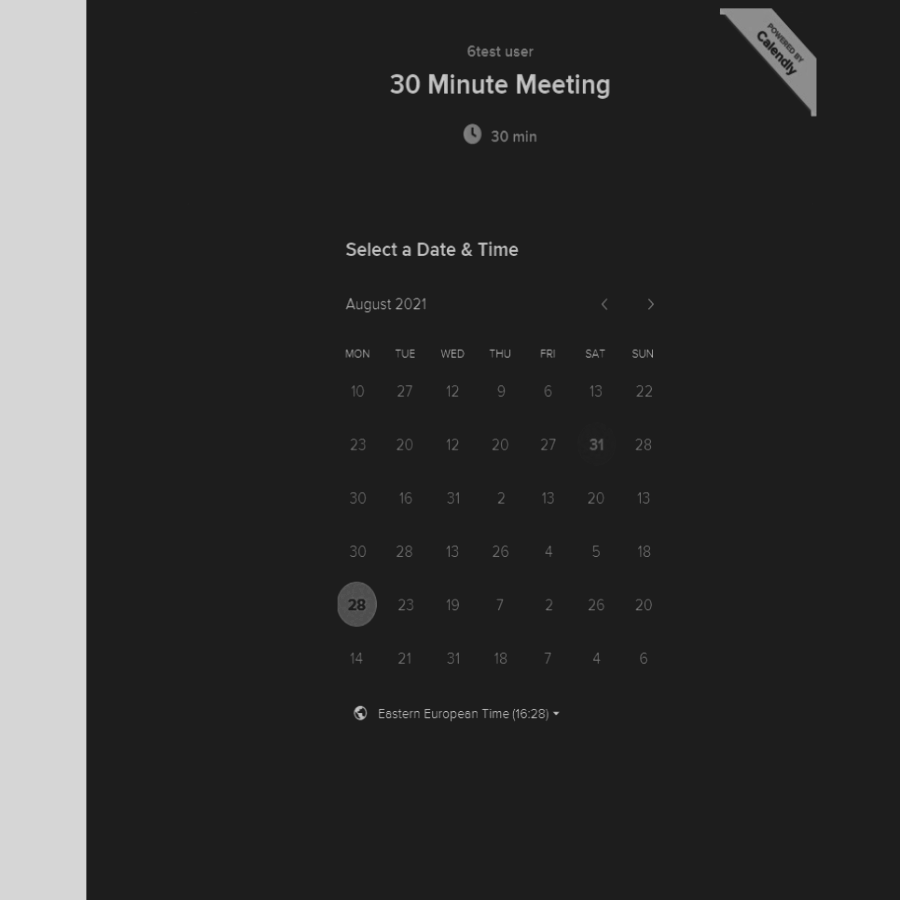 POWERED BY
Calendly
6test user
30 Minute Meeting
30 min
Select a Date & Time
August 2021
MON TUE WED THU FRI SAT SUN
10 27 12 9 6 13 22
23 20 12 20 27 31 28
30 16 31 2 13 20 13
30 28 13 26 4 5 18
28 23 19 7 2 26 20
14 21 31 18 7 4 6
Eastern European Time (16:28)